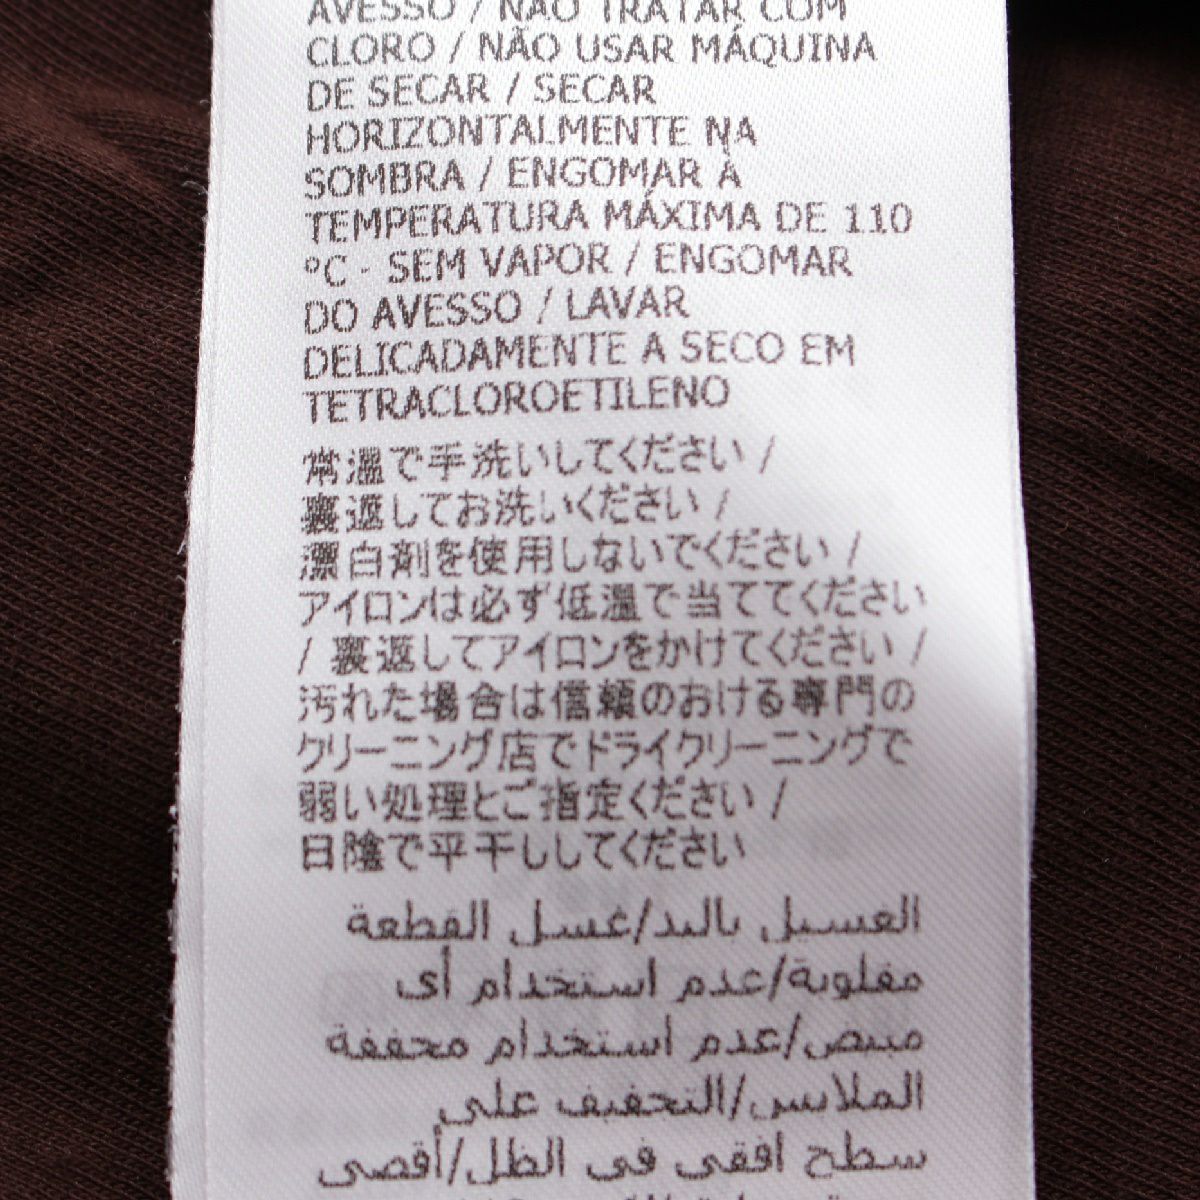 AVESSO / NÃO TRATAR COM
CLORO / NÃO USAR MÁQUINA
DE SECAR / SECAR
HORIZONTALMENTE NA
SOMBRA / ENGOMAR À
TEMPERATURA MÁXIMA DE 110
°C - SEM VAPOR / ENGOMAR
DO AVESSO / LAVAR
DELICADAMENTE A SECO EM
TETRACLOROETILENO
常温で手洗いしてください /
裏返してお洗いください /
漂白剤を使用しないでください /
アイロンは必ず低温で当ててください
/ 裏返してアイロンをかけてください /
汚れた場合は信頼のおける専門の
クリーニング店でドライクリーニングで
弱い処理とご指定ください /
日陰で平干ししてください
الغسيل باليد/غسل القطعة
مقلوبة/عدم استخدام أى
مبيض/عدم استخدام مجففة
الملابس/التجفيف على
سطح افقى فى الظل/أقصى